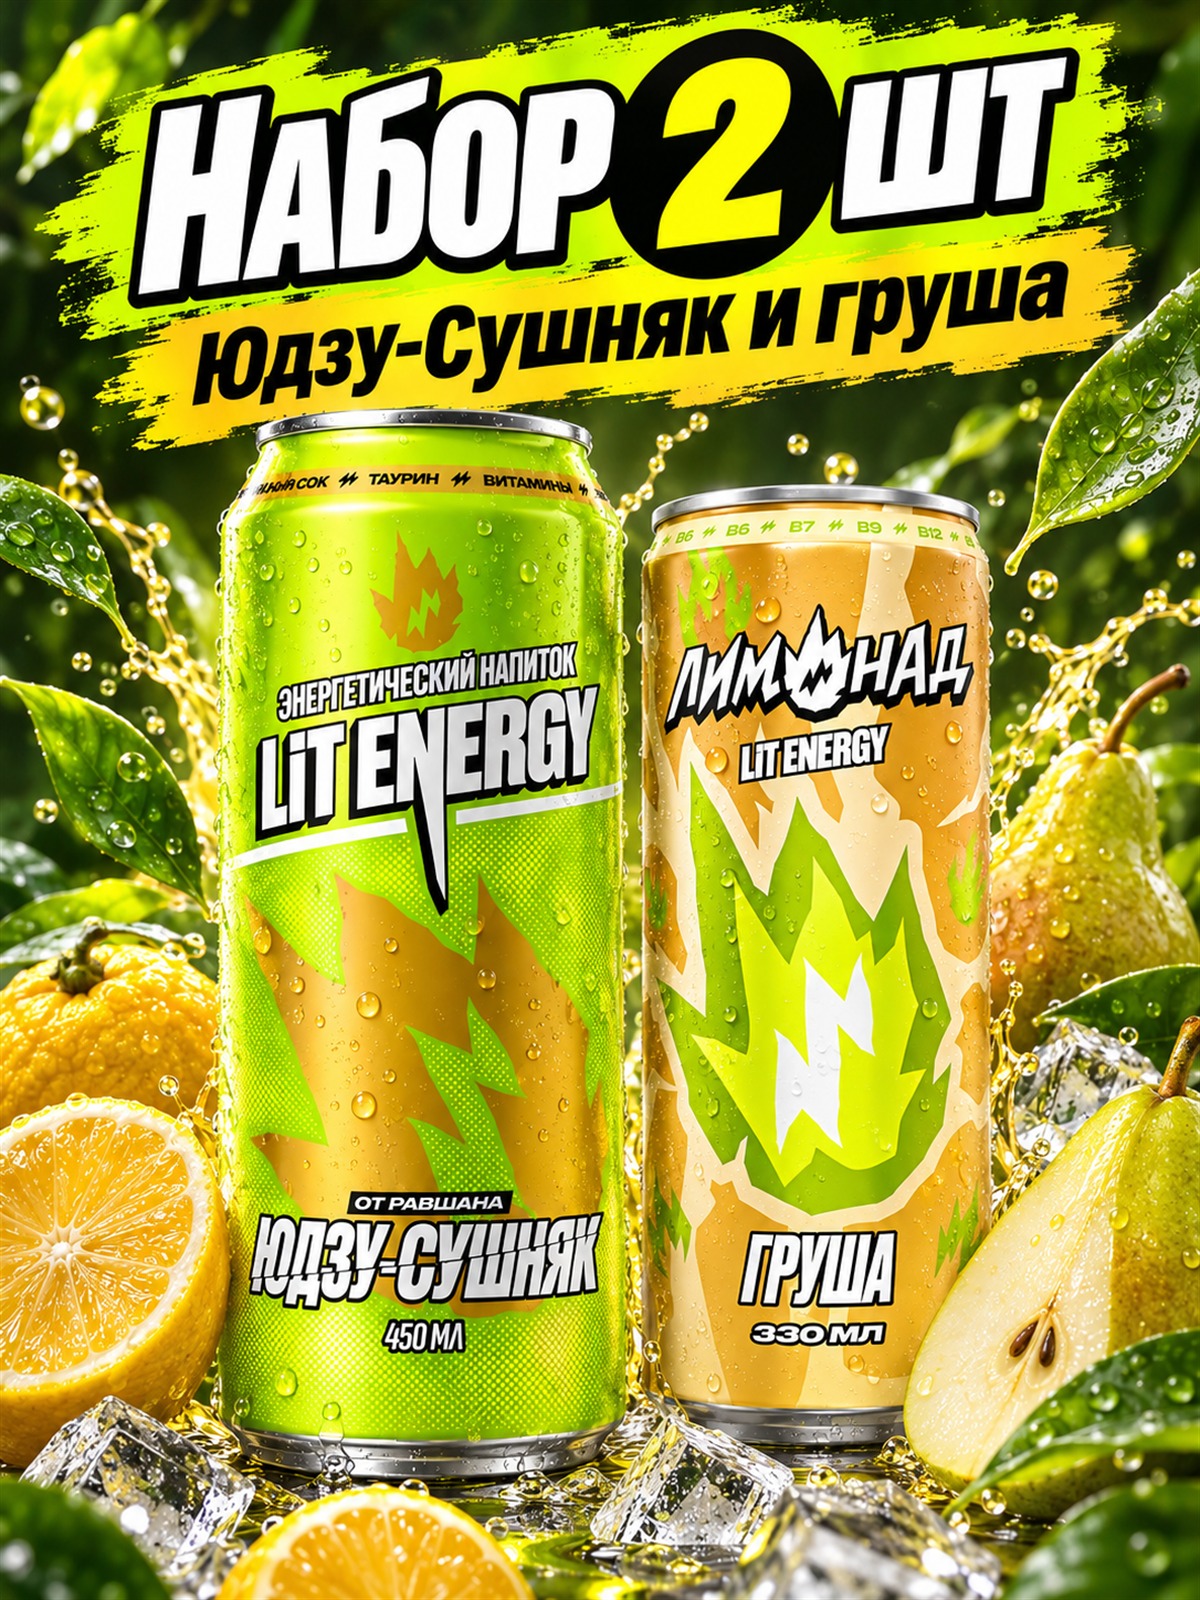 Набор 2 шт
Юдзу-Сушняк и груша
СОК ТАУРИН ВИТАМИНЫ
B6 B6 B7 B9 B12
ЭНЕРГЕТИЧЕСКИЙ НАПИТОК
LiT ENERGY
ЛИМОНАД
LiT ENERGY
ОТ РАВШАНА
ЮДЗУ-СУШНЯК
450 МЛ
ГРУША
330 МЛ